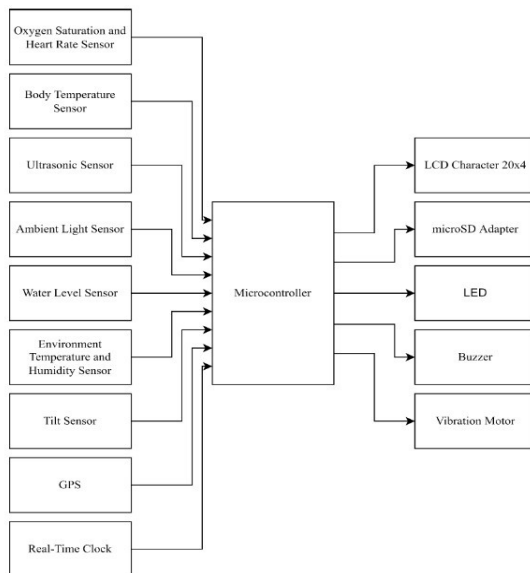 Oxygen Saturation and
Heart Rate Sensor
Body Temperature
Sensor
Ultrasonic Sensor
Ambient Light Sensor
Water Level Sensor
Environment
Temperature and
Humidity Sensor
Tilt Sensor
GPS
Real-Time Clock
Microcontroller
LCD Character 20x4
microSD Adapter
LED
Buzzer
Vibration Motor